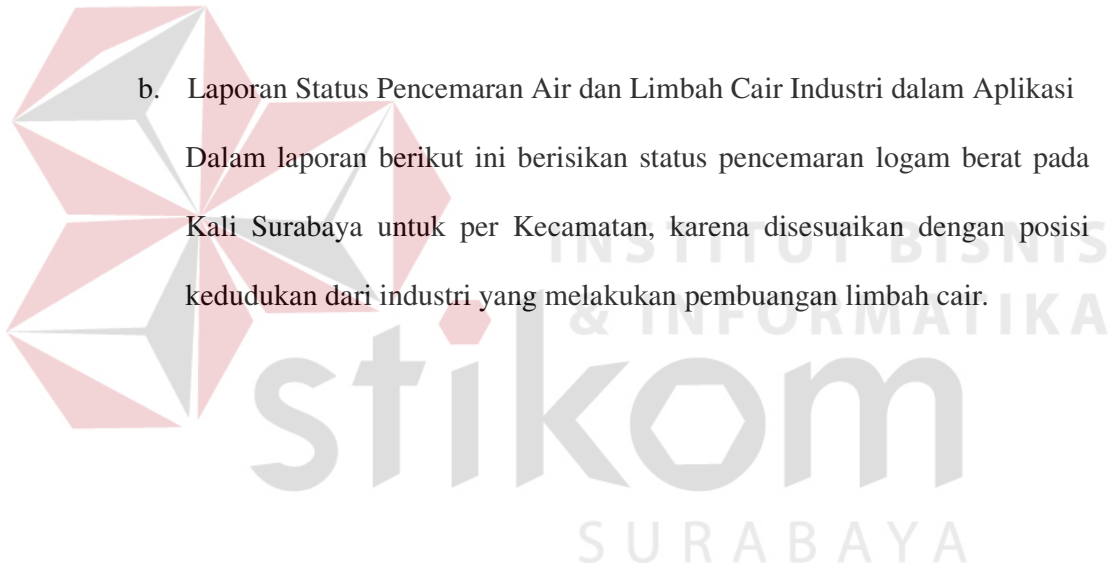 b. Laporan Status Pencemaran Air dan Limbah Cair Industri dalam Aplikasi
Dalam laporan berikut ini berisikan status pencemaran logam berat pada
Kali Surabaya untuk per Kecamatan, karena disesuaikan dengan posisi
kedudukan dari industri yang melakukan pembuangan limbah cair.
INSTITUT BISNIS
& INFORMATIKA
stikom
SURABAYA